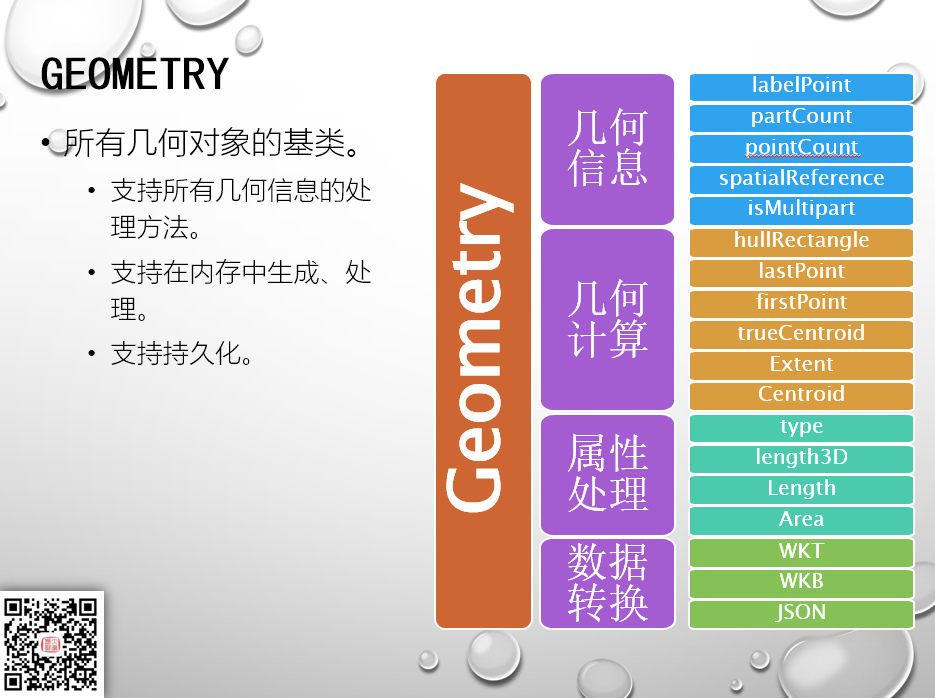 GEOMETRY
• 所有几何对象的基类。
• 支持所有几何信息的处
理方法。
• 支持在内存中生成、处
理。
• 支持持久化。
Geometry
几何
信息
labelPoint
partCount
pointCount
spatialReference
isMultipart
几何
计算
hullRectangle
lastPoint
firstPoint
trueCentroid
Extent
Centroid
属性
处理
type
length3D
Length
Area
数据
转换
WKT
WKB
JSON